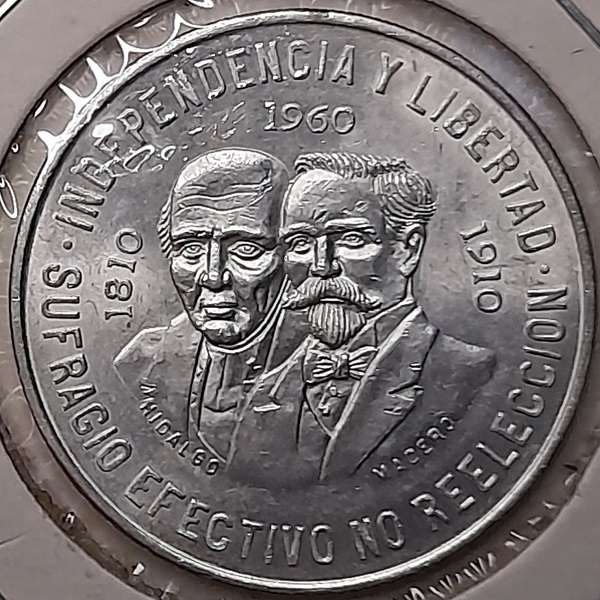 · INDEPENDENCIA Y LIBERTAD ·
1960
1810
1910
M. HIDALGO
MADERO
SUFRAGIO EFECTIVO NO REELECCION